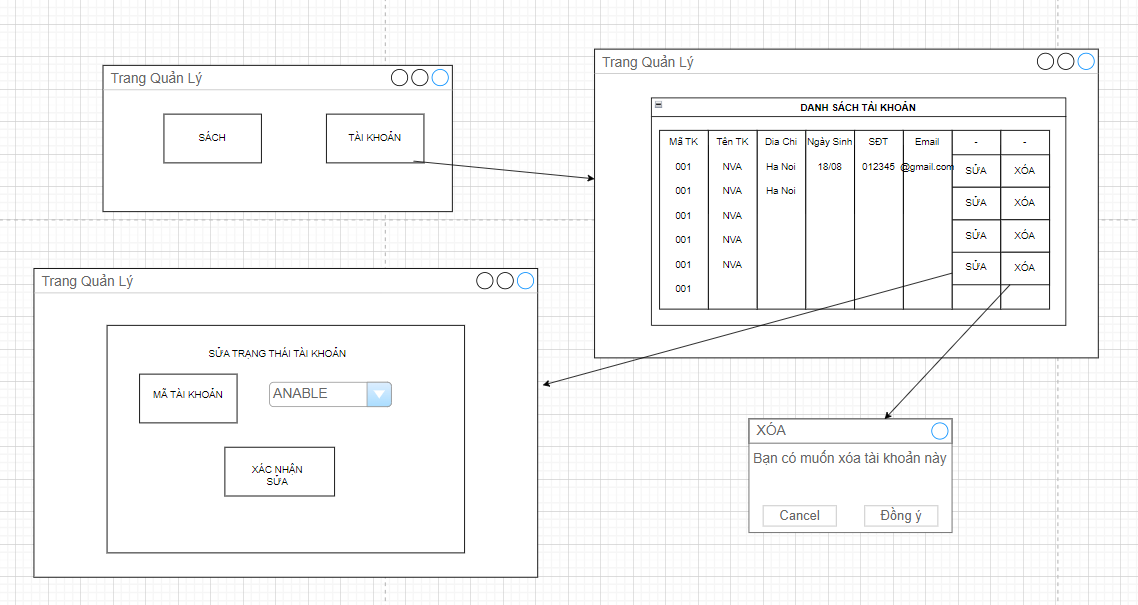 Trang Quản Lý
SÁCH
TÀI KHOẢN
Trang Quản Lý
DANH SÁCH TÀI KHOẢN
Mã TK Tên TK Dia Chi Ngày Sinh SĐT Email - -
001 NVA Ha Noi 18/08 012345 @gmail.com SỬA XÓA
001 NVA Ha Noi SỬA XÓA
001 NVA SỬA XÓA
001 NVA SỬA XÓA
001 NVA
001
Trang Quản Lý
SỬA TRẠNG THÁI TÀI KHOẢN
MÃ TÀI KHOẢN
ANABLE
XÁC NHẬN
SỬA
XÓA
Bạn có muốn xóa tài khoản này
Cancel Đồng ý